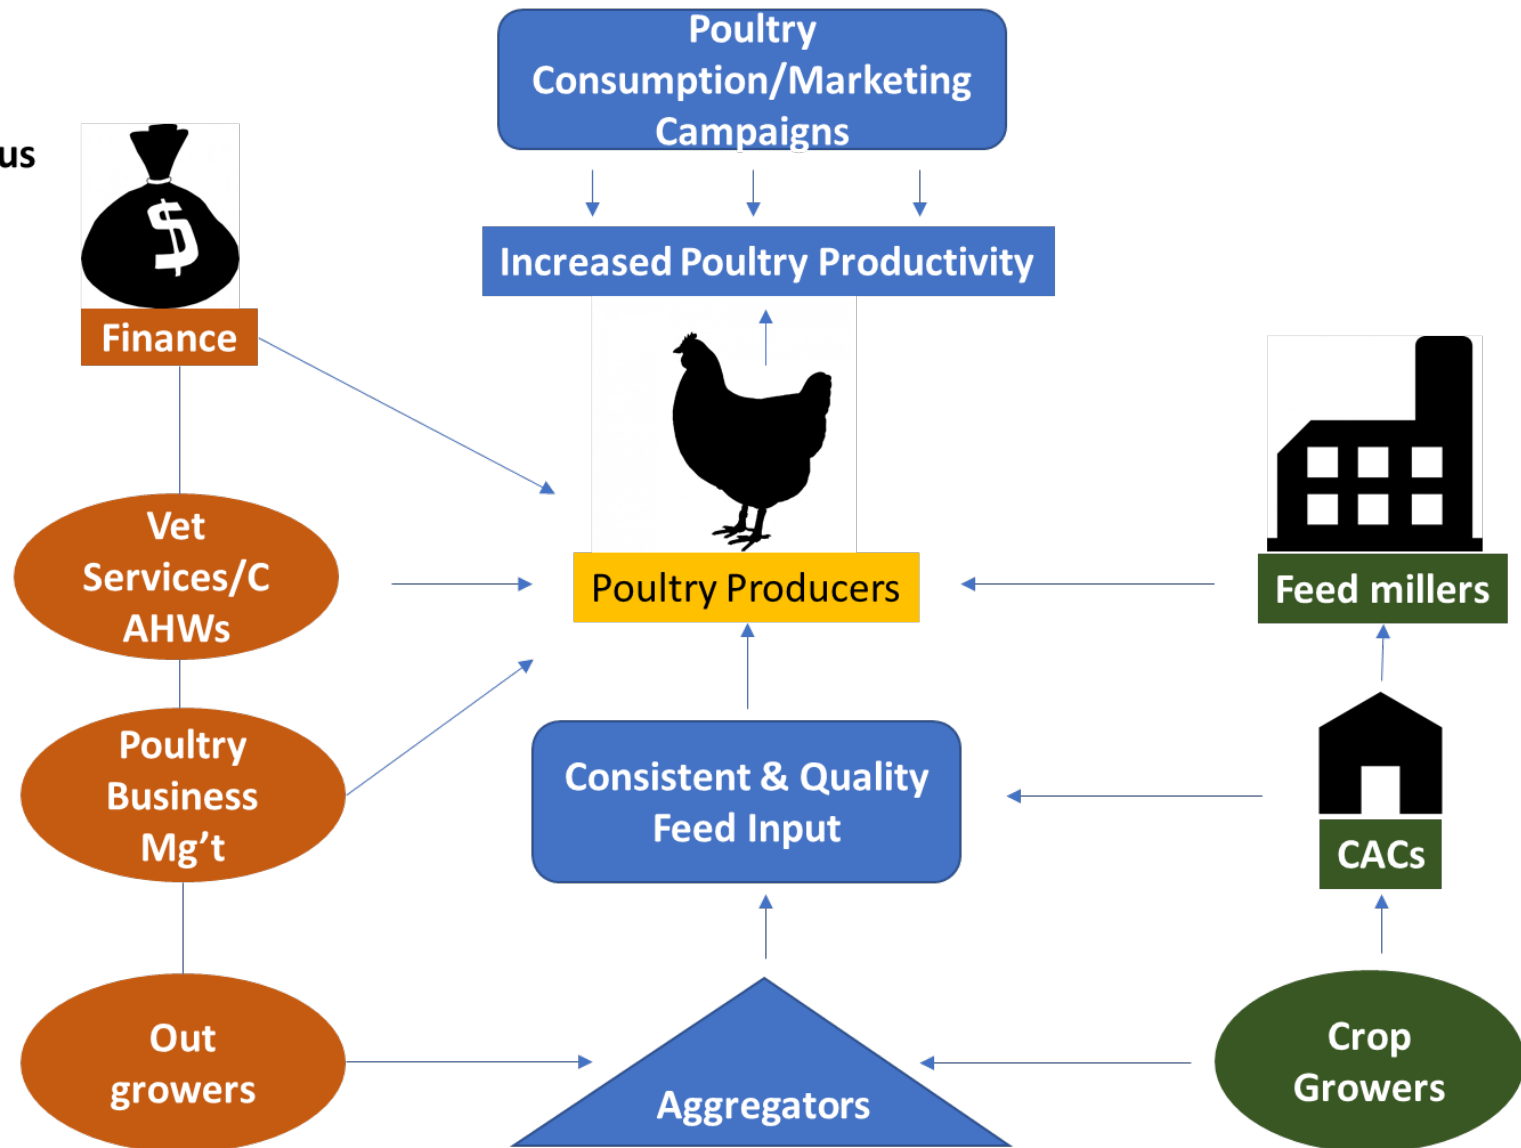 Poultry
Consumption/Marketing
Campaigns
us
$
Increased Poultry Productivity
Finance
Vet
Services/C
AHWs
Poultry Producers
Feed millers
Poultry
Business
Mg’t
Consistent & Quality
Feed Input
CACs
Out
growers
Aggregators
Crop
Growers